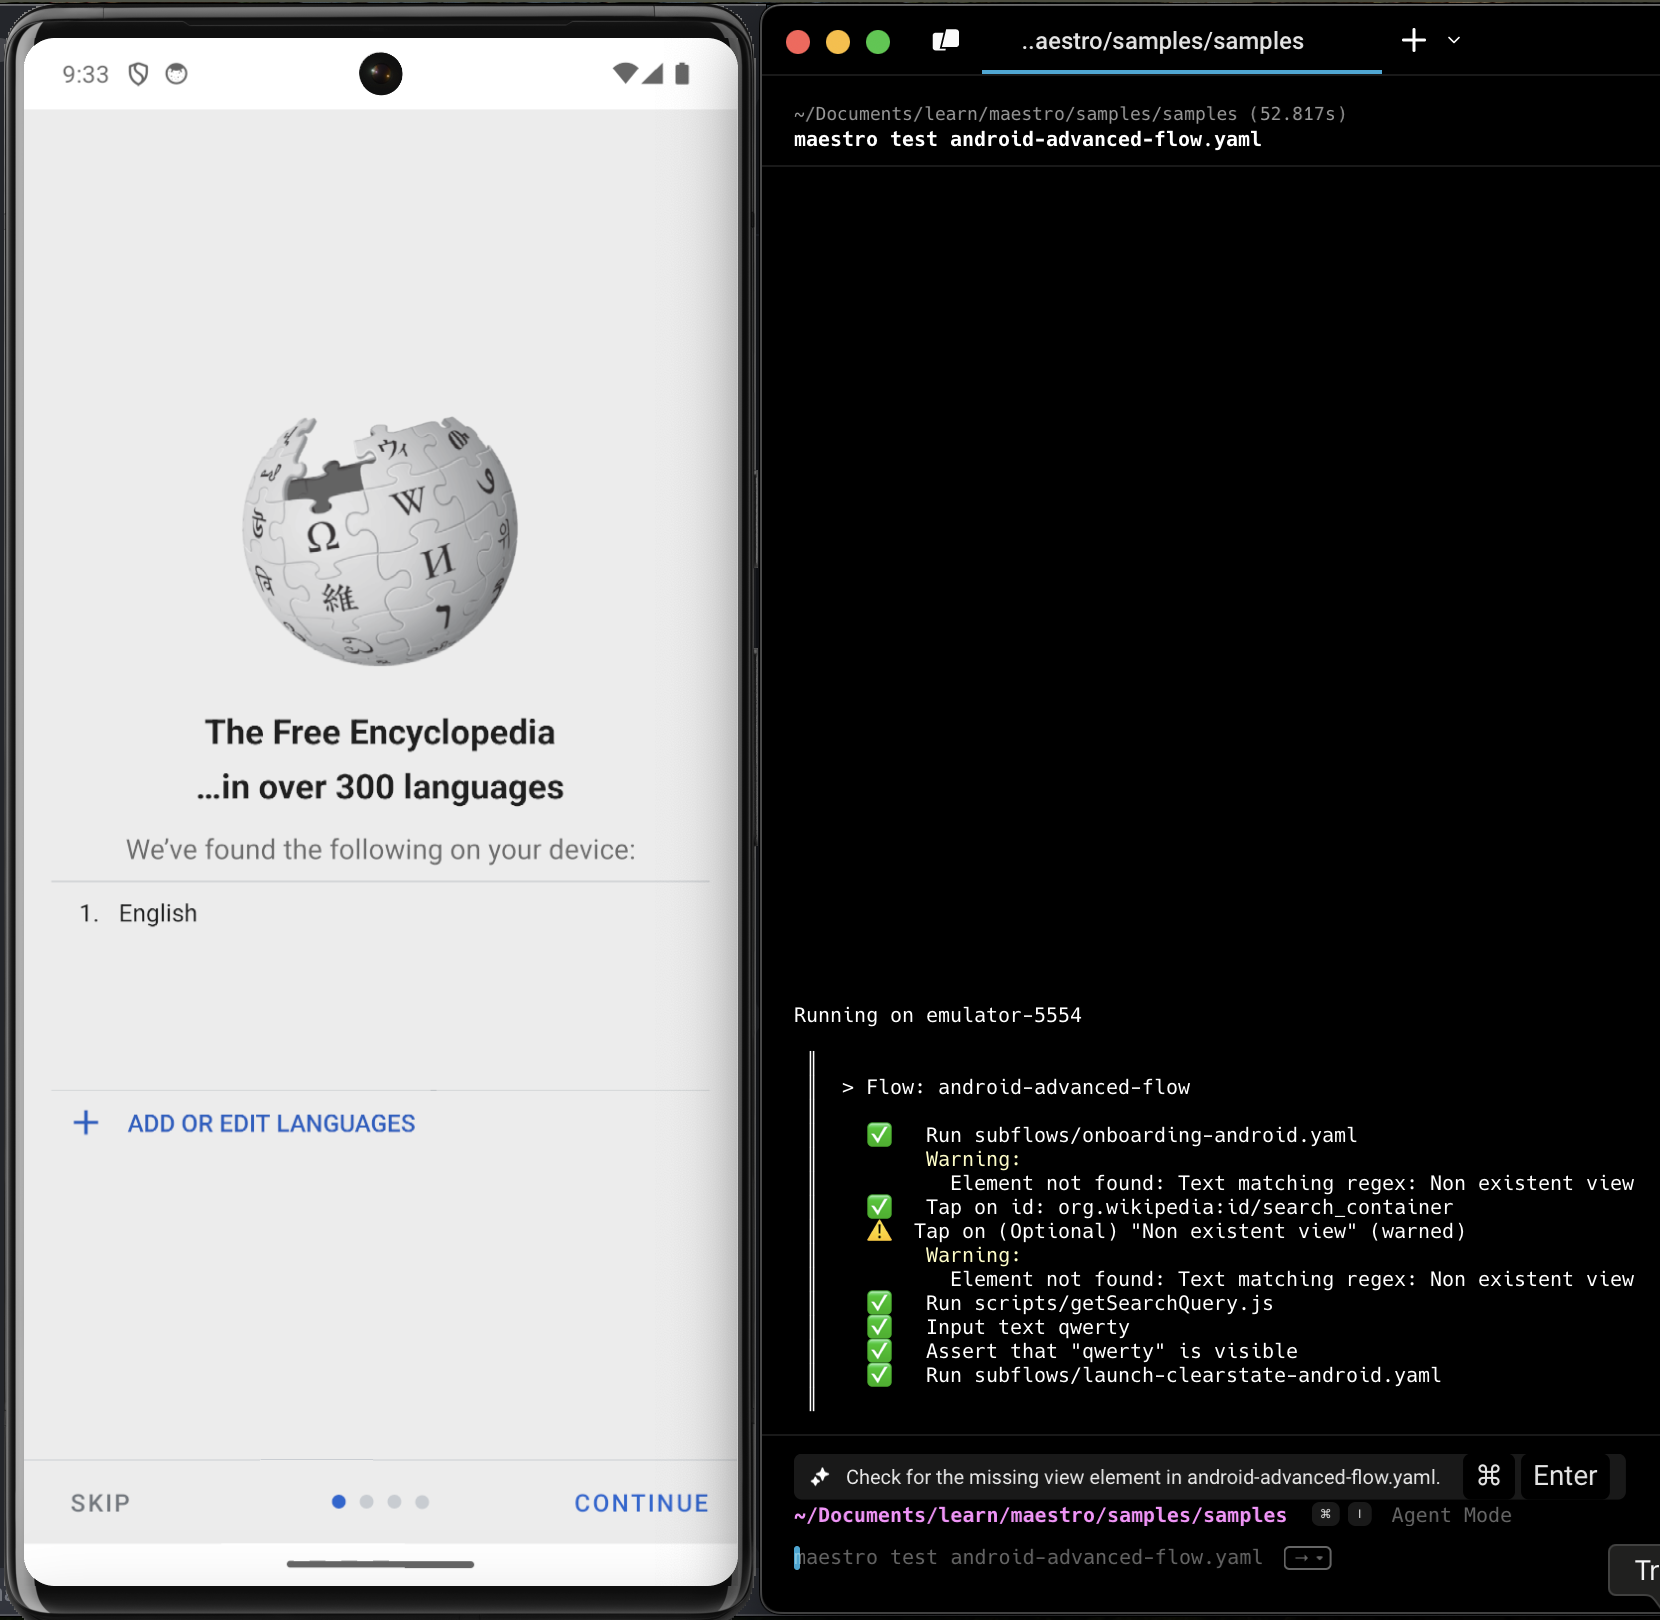 9:33
ウィ
W
Ω
И
維
위
The Free Encyclopedia
…in over 300 languages
We’ve found the following on your device:
1. English
+ ADD OR EDIT LANGUAGES
SKIP
CONTINUE
..aestro/samples/samples
~/Documents/learn/maestro/samples/samples (52.817s)
maestro test android-advanced-flow.yaml
Running on emulator-5554
> Flow: android-advanced-flow
✅ Run subflows/onboarding-android.yaml
Warning:
Element not found: Text matching regex: Non existent view
✅ Tap on id: org.wikipedia:id/search_container
⚠️ Tap on (Optional) "Non existent view" (warned)
Warning:
Element not found: Text matching regex: Non existent view
✅ Run scripts/getSearchQuery.js
✅ Input text qwerty
✅ Assert that "qwerty" is visible
✅ Run subflows/launch-clearstate-android.yaml
Check for the missing view element in android-advanced-flow.yaml. ⌘ Enter
~/Documents/learn/maestro/samples/samples ⌘ I Agent Mode
maestro test android-advanced-flow.yaml →
Tr